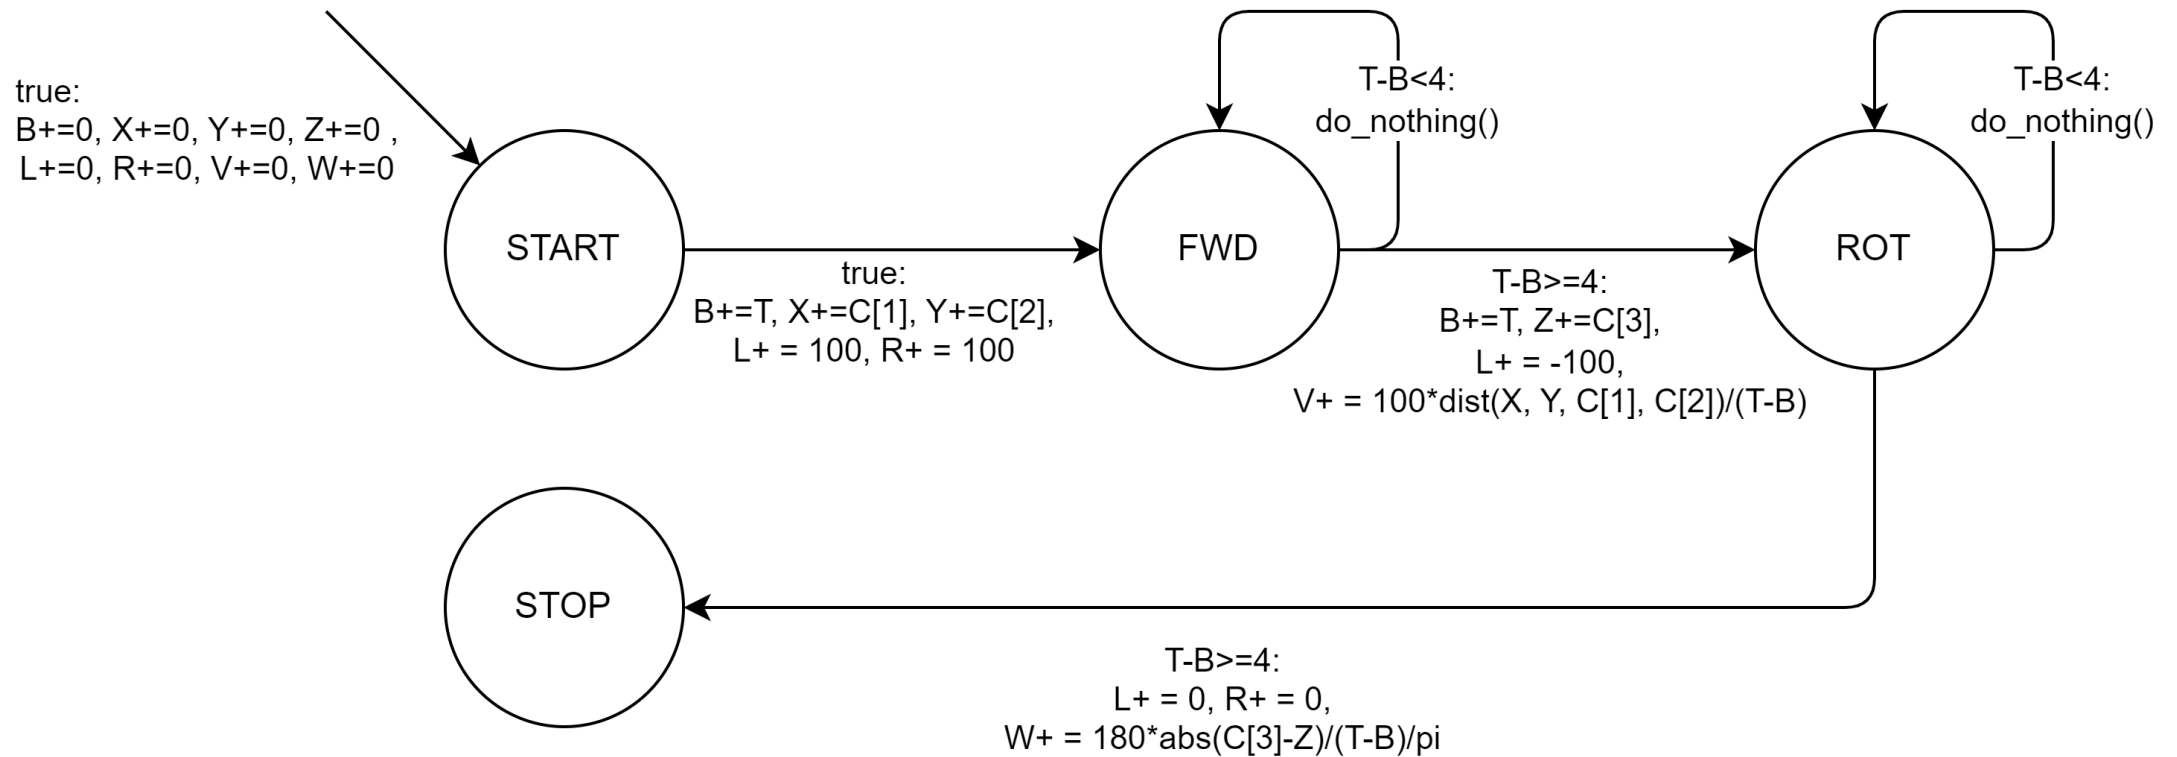 true:
B+=0, X+=0, Y+=0, Z+=0 ,
L+=0, R+=0, V+=0, W+=0
START
true:
B+=T, X+=C[1], Y+=C[2],
L+ = 100, R+ = 100
T-B<4:
do_nothing()
FWD
T-B>=4:
B+=T, Z+=C[3],
L+ = -100,
V+ = 100*dist(X, Y, C[1], C[2])/(T-B)
T-B<4:
do_nothing()
ROT
STOP
T-B>=4:
L+ = 0, R+ = 0,
W+ = 180*abs(C[3]-Z)/(T-B)/pi